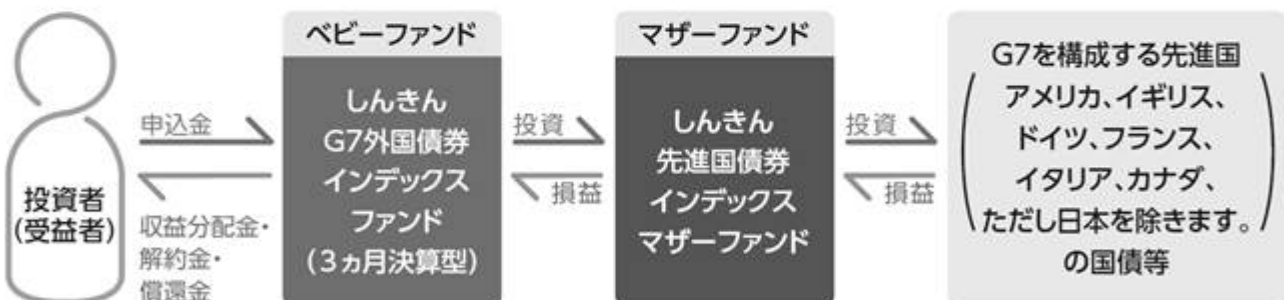 投資者
(受益者)
申込金
収益分配金・
解約金・
償還金
ベビーファンド
しんきん
G7外国債券
インデックス
ファンド
(3ヵ月決算型)
投資
損益
マザーファンド
しんきん
先進国債券
インデックス
マザーファンド
投資
損益
G7を構成する先進国
(アメリカ、イギリス、
ドイツ、フランス、
イタリア、カナダ、
ただし日本を除きます。)
の国債等